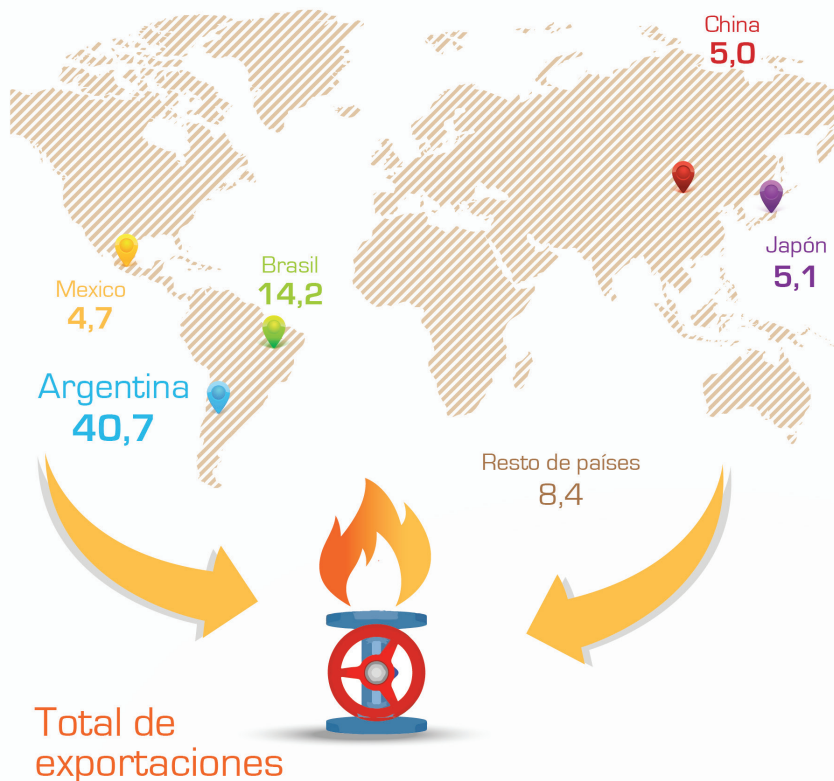 China
5,0
Japón
5,1
Brasil
14,2
Mexico
4,7
Argentina
40,7
Resto de países
8,4
Total de
exportaciones